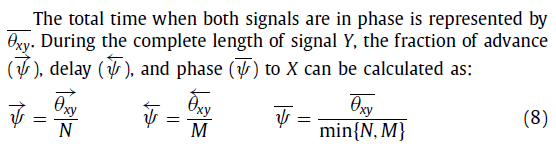 The total time when both signals are in phase is represented by
$\overline{\theta_{xy}}$. During the complete length of signal Y, the fraction of advance
($\overrightarrow{\psi}$), delay ($\overleftarrow{\psi}$), and phase ($\overline{\psi}$) to X can be calculated as:
$\overrightarrow{\psi} = \frac{\overrightarrow{\theta_{xy}}}{N} \quad \overleftarrow{\psi} = \frac{\overleftarrow{\theta_{xy}}}{M} \quad \overline{\psi} = \frac{\overline{\theta_{xy}}}{\min\{N, M\}}$ (8)